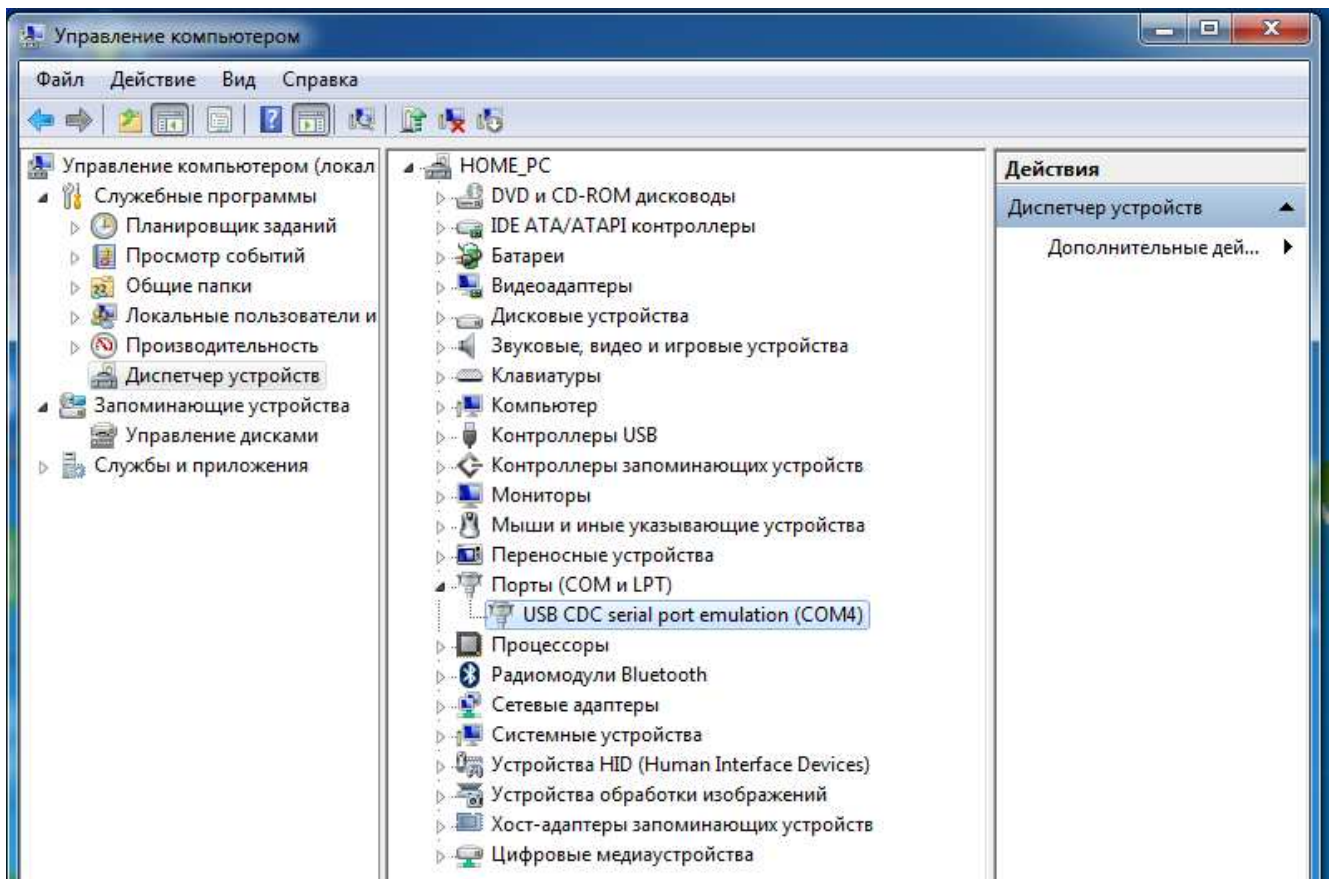 Управление компьютером
Файл Действие Вид Справка
Управление компьютером (локал
Служебные программы
Планировщик заданий
Просмотр событий
Общие папки
Локальные пользователи и
Производительность
Диспетчер устройств
Запоминающие устройства
Управление дисками
Службы и приложения
HOME_PC
DVD и CD-ROM дисководы
IDE ATA/ATAPI контроллеры
Батареи
Видеоадаптеры
Дисковые устройства
Звуковые, видео и игровые устройства
Клавиатуры
Компьютер
Контроллеры USB
Контроллеры запоминающих устройств
Мониторы
Мыши и иные указывающие устройства
Переносные устройства
Порты (COM и LPT)
USB CDC serial port emulation (COM4)
Процессоры
Радиомодули Bluetooth
Сетевые адаптеры
Системные устройства
Устройства HID (Human Interface Devices)
Устройства обработки изображений
Хост-адаптеры запоминающих устройств
Цифровые медиаустройства
Действия
Диспетчер устройств
Дополнительные дей...